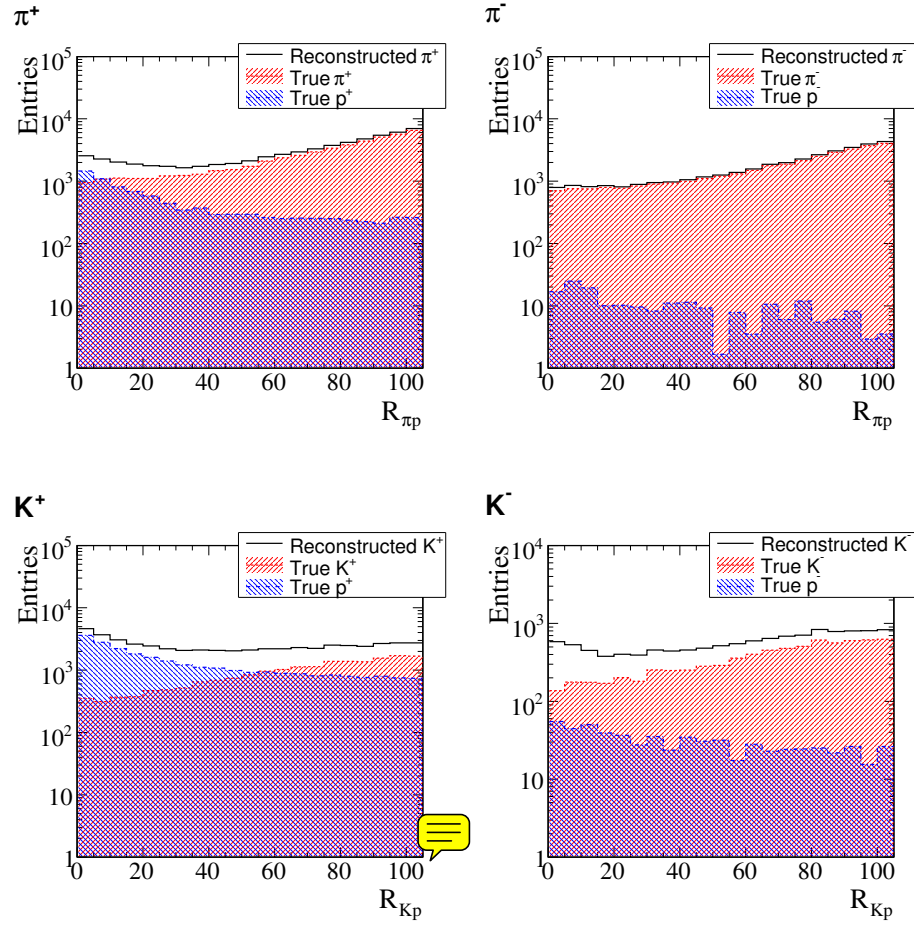 π⁺
Entries
10⁵
10⁴
10³
10²
10
1
Reconstructed π⁺
True π⁺
True p⁺
0 20 40 60 80 100
R_πp
π⁻
Entries
10⁵
10⁴
10³
10²
10
1
Reconstructed π⁻
True π⁻
True p⁻
0 20 40 60 80 100
R_πp
K⁺
Entries
10⁵
10⁴
10³
10²
10
1
Reconstructed K⁺
True K⁺
True p⁺
0 20 40 60 80 100
R_Kp
K⁻
Entries
10⁴
10³
10²
10
1
Reconstructed K⁻
True K⁻
True p⁻
0 20 40 60 80 100
R_Kp